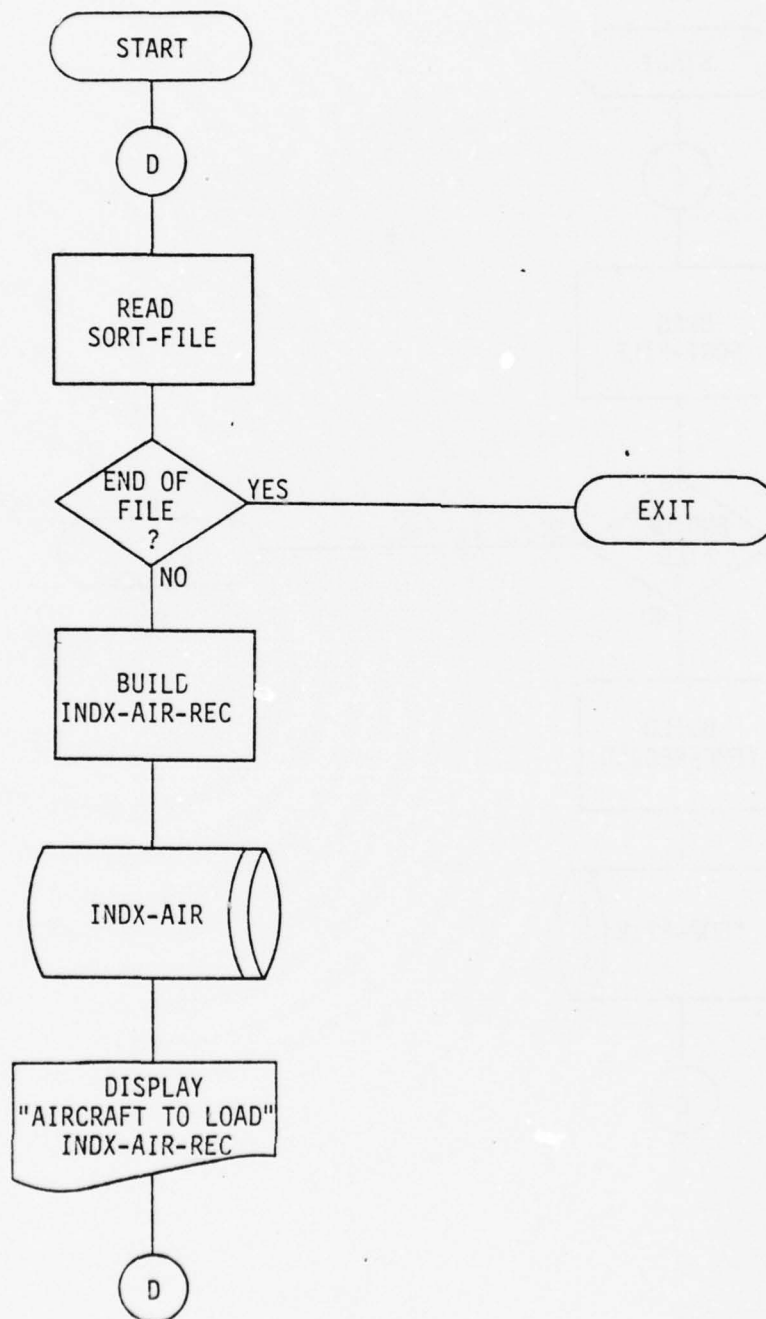 START
D
READ
SORT-FILE
END OF
FILE
?
YES
EXIT
NO
BUILD
INDX-AIR-REC
INDX-AIR
DISPLAY
"AIRCRAFT TO LOAD"
INDX-AIR-REC
D